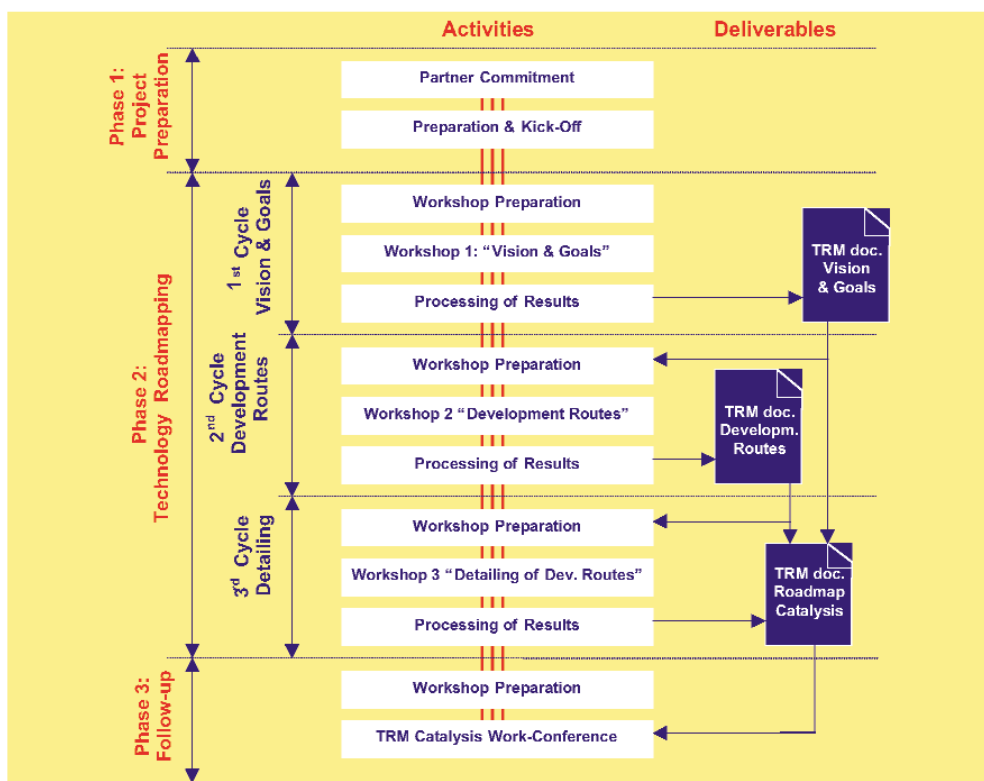 Activities
Deliverables
Phase 1:
Project
Preparation
Partner Commitment
Preparation & Kick-Off
Phase 2:
Technology Roadmapping
1st Cycle
Vision & Goals
Workshop Preparation
Workshop 1: “Vision & Goals”
Processing of Results
TRM doc.
Vision
& Goals
2nd Cycle
Development
Routes
Workshop Preparation
Workshop 2 “Development Routes”
Processing of Results
TRM doc.
Developm.
Routes
3rd Cycle
Detailing
Workshop Preparation
Workshop 3 “Detailing of Dev. Routes”
Processing of Results
TRM doc.
Roadmap
Catalysis
Phase 3:
Follow-up
Workshop Preparation
TRM Catalysis Work-Conference